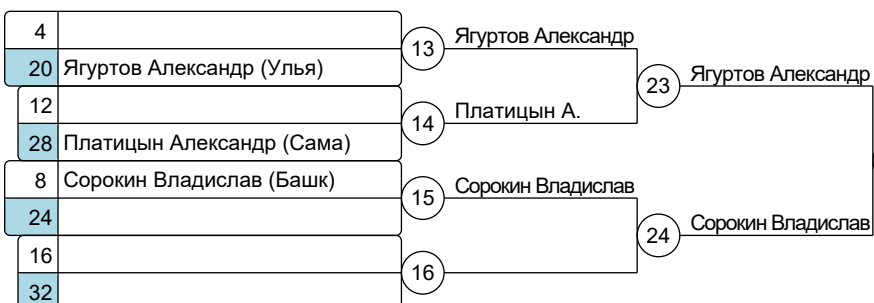 4
13 Ягуртов Александр
20 Ягуртов Александр (Улья)
23 Ягуртов Александр
12
14 Платицын А.
28 Платицын Александр (Сама)
8 Сорокин Владислав (Башк)
15 Сорокин Владислав
24
24 Сорокин Владислав
16
16
32